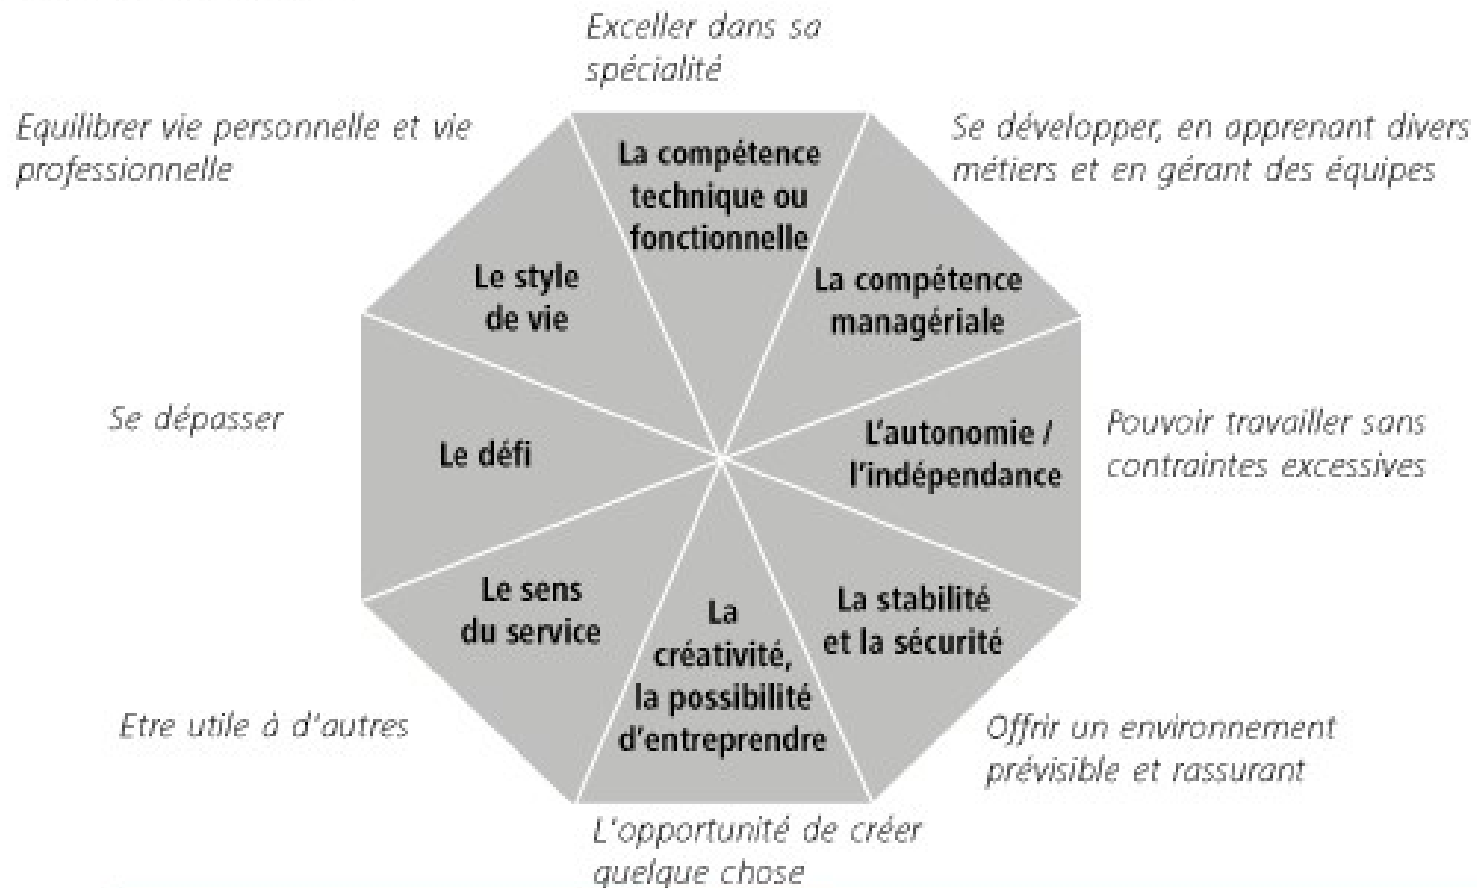 Exceller dans sa
spécialité
Equilibrer vie personnelle et vie
professionnelle
Se développer, en apprenant divers
métiers et en gérant des équipes
La compétence
technique ou
fonctionnelle
Le style
de vie
La compétence
managériale
Se dépasser
Le défi
L'autonomie /
l'indépendance
Pouvoir travailler sans
contraintes excessives
Le sens
du service
La
créativité,
la possibilité
d'entreprendre
La stabilité
et la sécurité
Etre utile à d'autres
Offrir un environnement
prévisible et rassurant
L'opportunité de créer
quelque chose